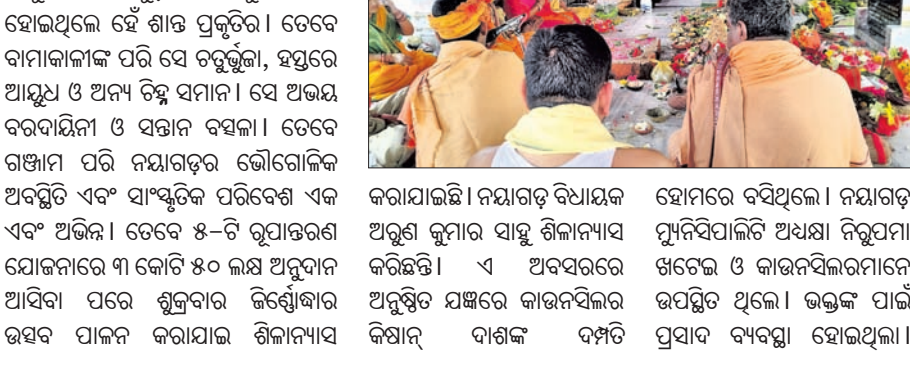 ହୋଇଥିଲେ ହେଁ ଶାନ୍ତ ପ୍ରକୃତିର। ତେବେ
ବାମାକାଳୀଙ୍କ ପରି ସେ ଚତୁର୍ଭୁଜା, ହସ୍ତରେ
ଆୟୁଧ ଓ ଅନ୍ୟ ଚିହ୍ନ ସମାନ। ସେ ଅଭୟ
ବରଦାୟିନୀ ଓ ସନ୍ତାନ ବତ୍ସଳା। ତେବେ
ଗଞ୍ଜାମ ପରି ନୟାଗଡ଼ର ଭୌଗୋଳିକ
ଅବସ୍ଥିତି ଏବଂ ସାଂସ୍କୃତିକ ପରିବେଶ ଏକ
ଏବଂ ଅଭିନ୍ନ। ତେବେ ୫–ଟି ରୂପାନ୍ତରଣ
ଯୋଜନାରେ ୩ କୋଟି ୫୦ ଲକ୍ଷ ଅନୁଦାନ
ଆସିବା ପରେ ଶୁକ୍ରବାର ଜିର୍ଣ୍ଣୋଦ୍ଧାର
ଉତ୍ସବ ପାଳନ କରାଯାଇ ଶିଳାନ୍ୟାସ
କରାଯାଇଛି। ନୟାଗଡ଼ ବିଧାୟକ
ଅରୁଣ କୁମାର ସାହୁ ଶିଳାନ୍ୟାସ
କରିଛନ୍ତି। ଏ ଅବସରରେ
ଅନୁଷ୍ଠିତ ଯଜ୍ଞରେ କାଉନସିଲର
କିଷାନ୍ ଦାଶଙ୍କ ଦମ୍ପତି
ହୋମରେ ବସିଥିଲେ। ନୟାଗଡ଼
ମ୍ୟୁନିସିପାଲିଟି ଅଧ୍ୟକ୍ଷା ନିରୁପମା
ଖଟେଇ ଓ କାଉନସିଲରମାନେ
ଉପସ୍ଥିତ ଥିଲେ। ଭକ୍ତଙ୍କ ପାଇଁ
ପ୍ରସାଦ ବ୍ୟବସ୍ଥା ହୋଇଥିଲା।